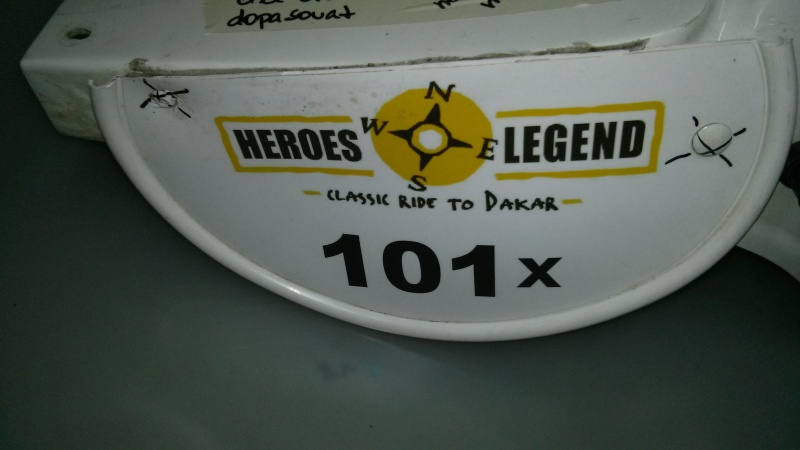 dopasovat
N
HEROES W E LEGEND
S
CLASSIC RIDE TO DAKAR
101x